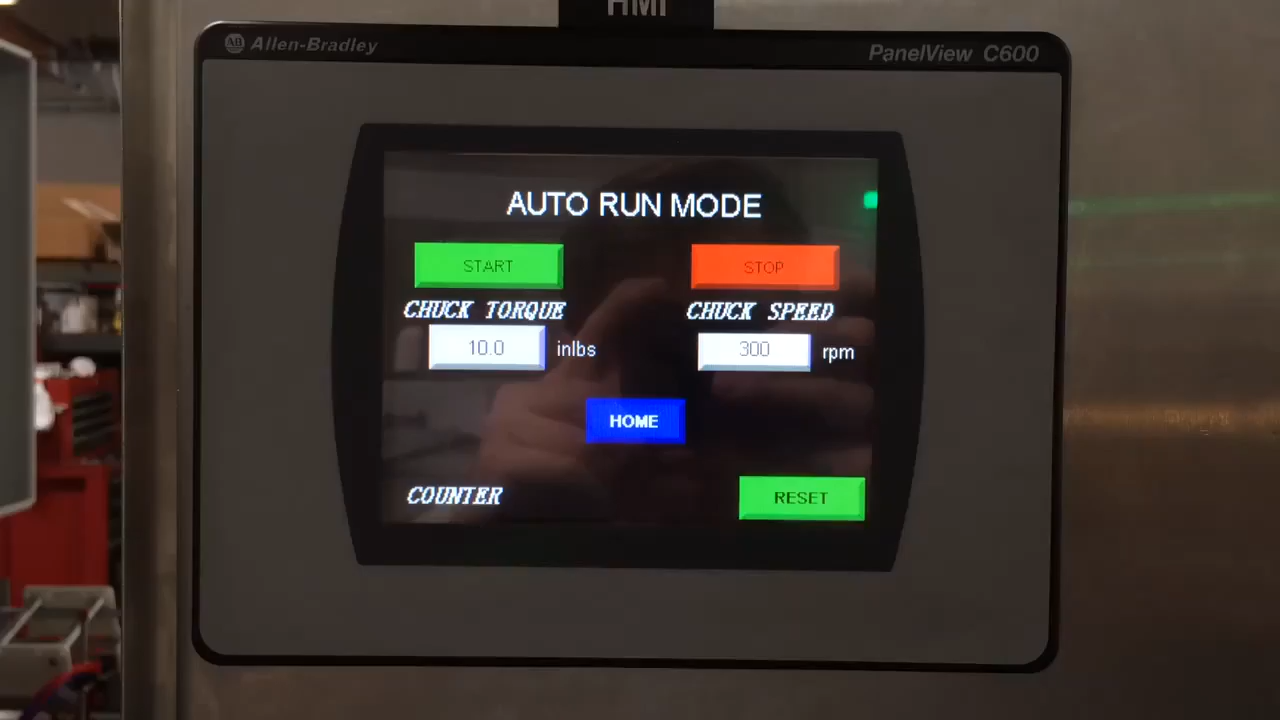 HMI
AB Allen-Bradley
PanelView C600
AUTO RUN MODE
START
STOP
CHUCK TORQUE
CHUCK SPEED
10.0 inlbs
300 rpm
HOME
COUNTER
RESET